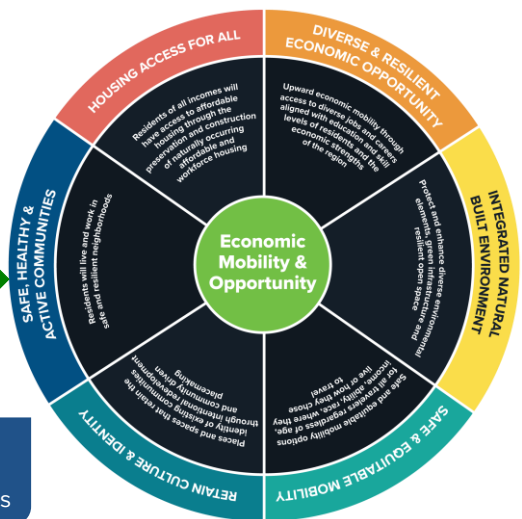 HOUSING ACCESS FOR ALL
Residents of all incomes will
have access to affordable
housing through the
preservation and construction
of naturally occurring
affordable and
workforce housing
DIVERSE & RESILIENT
ECONOMIC OPPORTUNITY
Upward economic mobility through
access to diverse jobs and careers
aligned with education and skill
levels of residents and the
economic strengths
of the region
INTEGRATED NATURAL
BUILT ENVIRONMENT
Protect and enhance diverse environmental
elements, green infrastructure and
resilient open space
SAFE & EQUITABLE MOBILITY
Safe and equitable mobility options
for all travelers regardless of age,
income, ability, race, where they
live or how they chose
to travel
RETAIN CULTURE & IDENTITY
Places and spaces that retain the
identity of existing communities
through intentional redevelopment
and community driven
placemaking
SAFE, HEALTHY &
ACTIVE COMMUNITIES
Residents will live and work in
safe and resilient neighborhoods
Economic
Mobility &
Opportunity